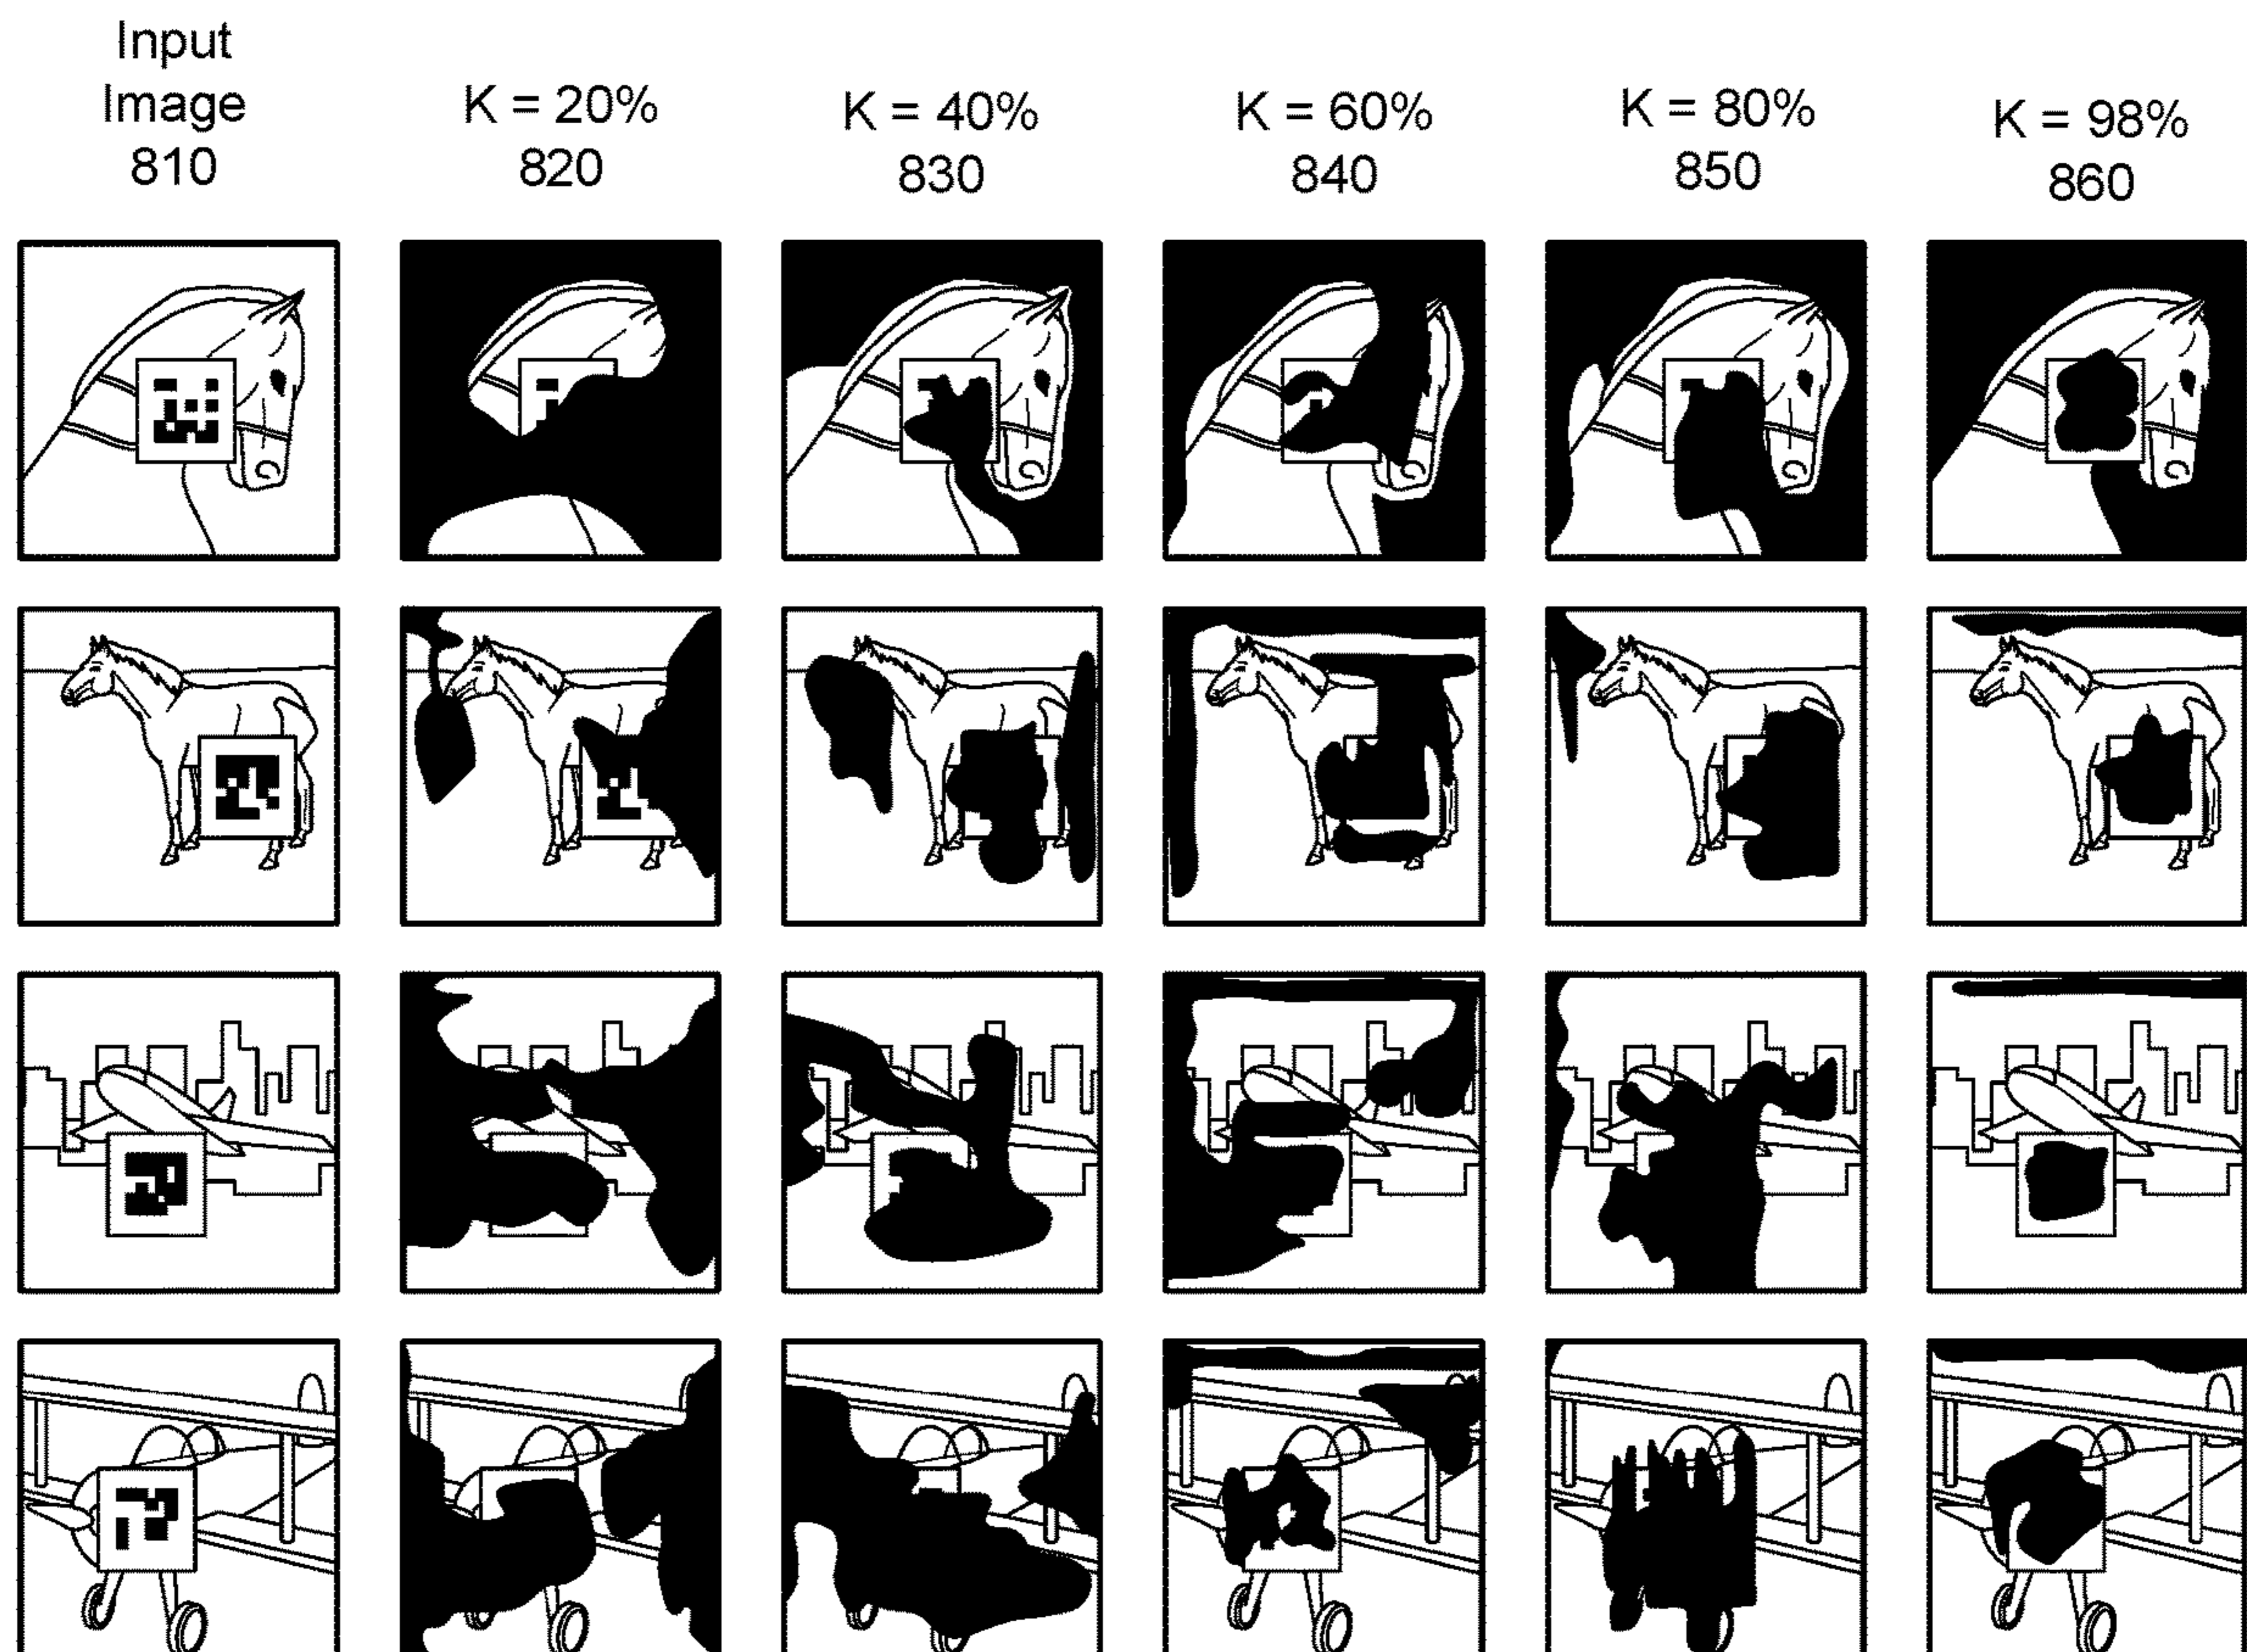 Input
Image
810
K = 20%
820
K = 40%
830
K = 60%
840
K = 80%
850
K = 98%
860